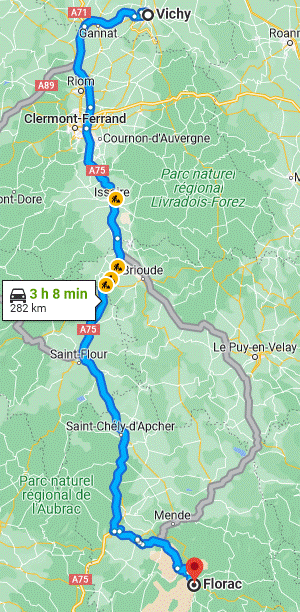 A71
Vichy
Gannat
Roann
A89
Riom
Clermont-Ferrand
Cournon-d'Auvergne
A75
Parc naturel
régional
Livradois-Forez
Mont-Dore
Issoire
Brioude
3 h 8 min
282 km
A75
Le Puy-en-Velay
Saint-Flour
Saint-Chély-d'Apcher
Parc naturel
régional de
l'Aubrac
Mende
A75
Florac